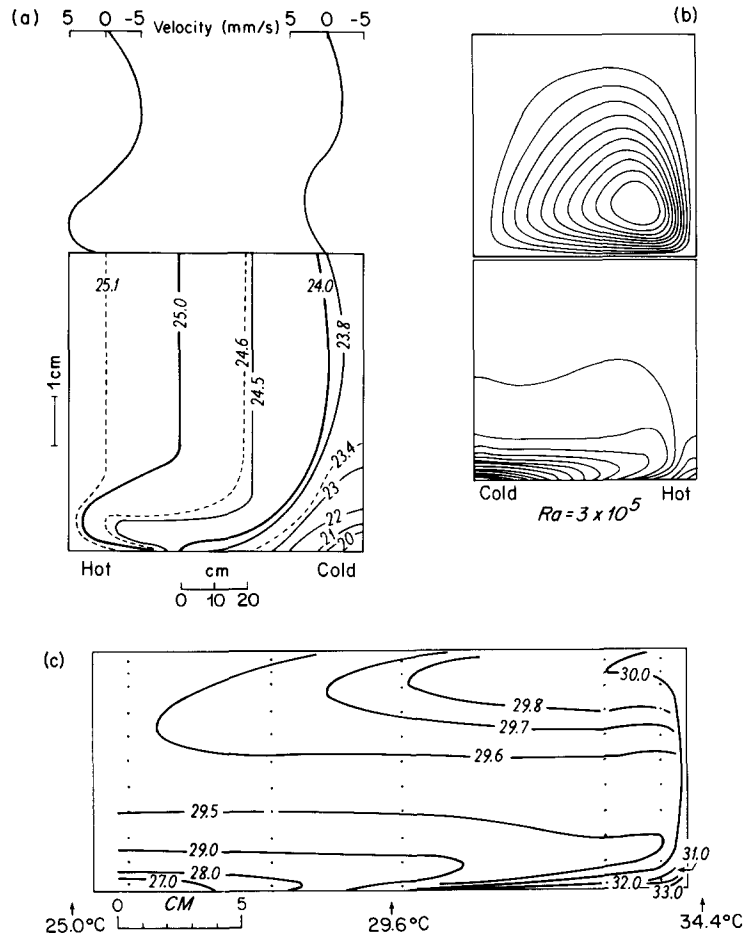 (a)
5 0 -5
Velocity (mm/s)
5 0 -5
(b)
25.1
25.0
24.6
24.5
24.0
23.8
23.4
23
22
21
20
1cm
Hot
cm
Cold
0 10 20
Cold
Hot
Ra = 3 x 10^5
(c)
30.0
29.8
29.7
29.6
29.5
29.0
28.0
27.0
31.0
32.0
33.0
0 CM 5
25.0°C
29.6°C
34.4°C